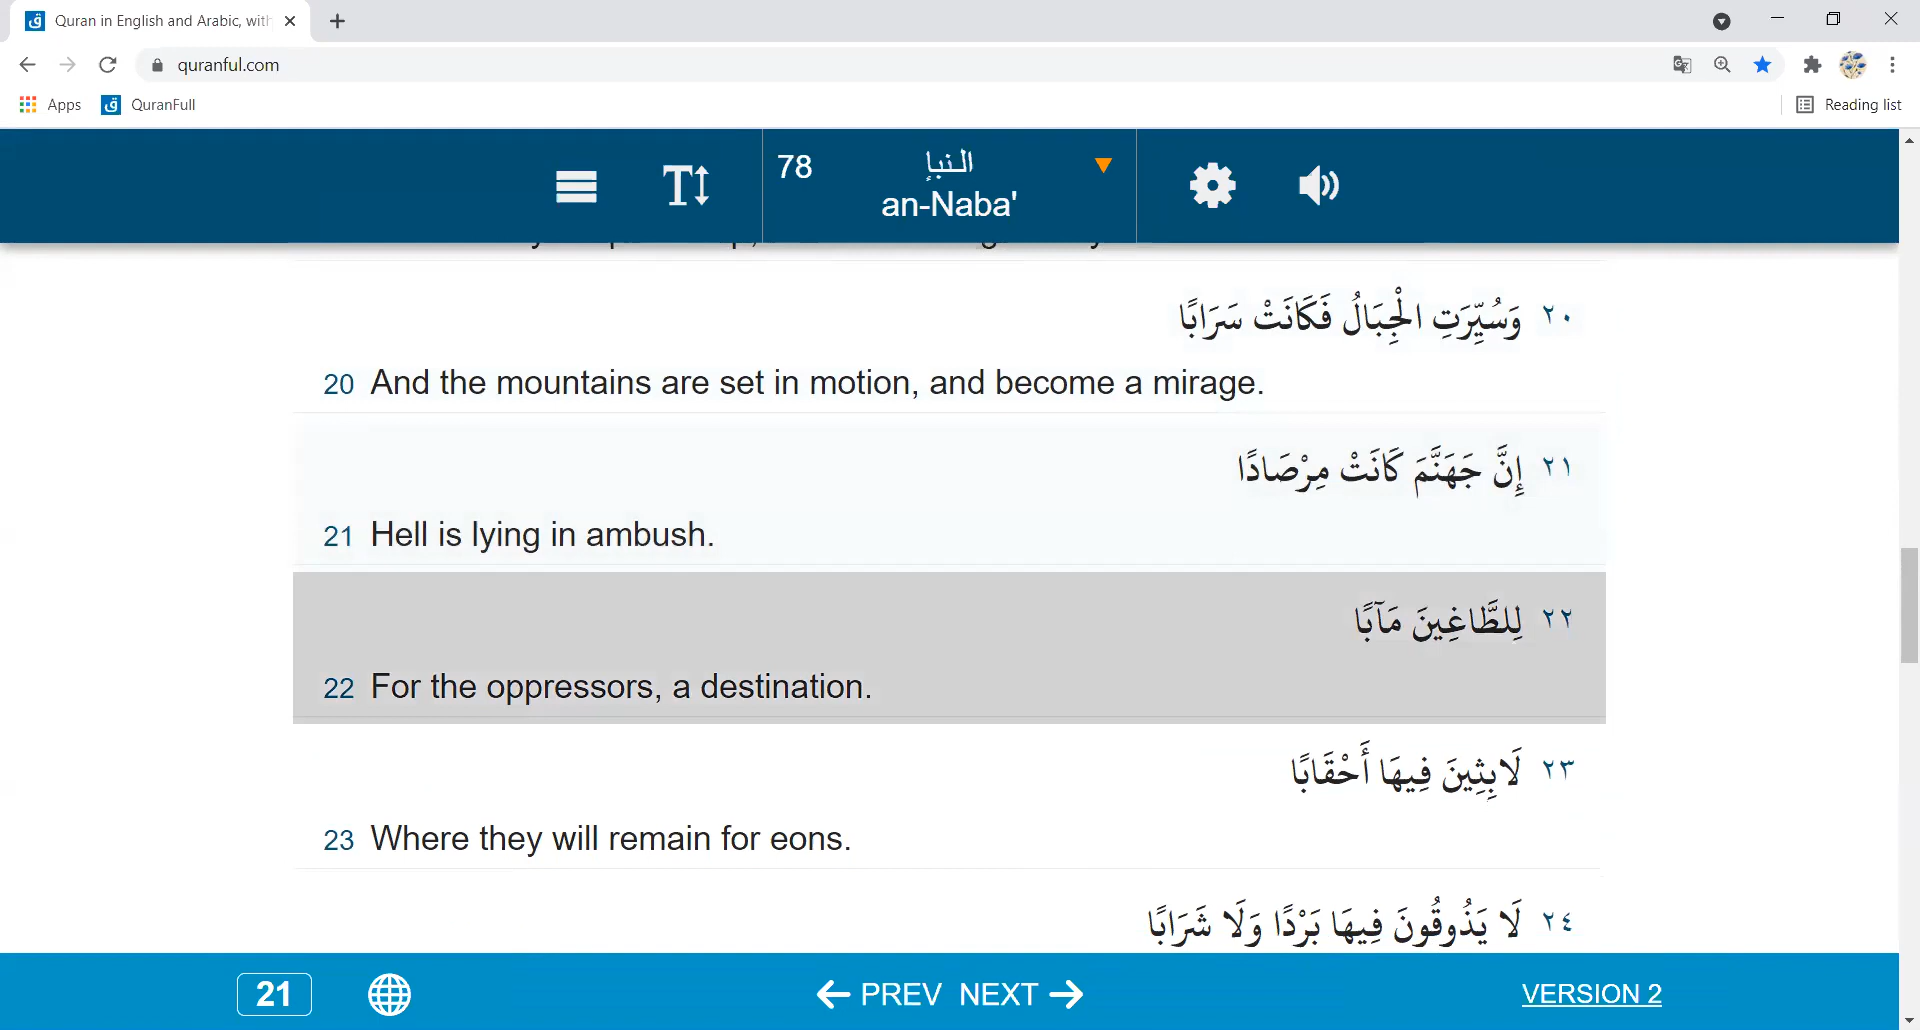 Quran in English and Arabic, with
quranful.com
Apps
QuranFull
Reading list
78
النبإ
an-Naba'
٢٠ وَسُيِّرَتِ الْجِبَالُ فَكَانَتْ سَرَابًا
20 And the mountains are set in motion, and become a mirage.
٢١ إِنَّ جَهَنَّمَ كَانَتْ مِرْصَادًا
21 Hell is lying in ambush.
٢٢ لِلطَّاغِينَ مَآبًا
22 For the oppressors, a destination.
٢٣ لَابِثِينَ فِيهَا أَحْقَابًا
23 Where they will remain for eons.
٢٤ لَا يَذُوقُونَ فِيهَا بَرْدًا وَلَا شَرَابًا
21
PREV NEXT
VERSION 2